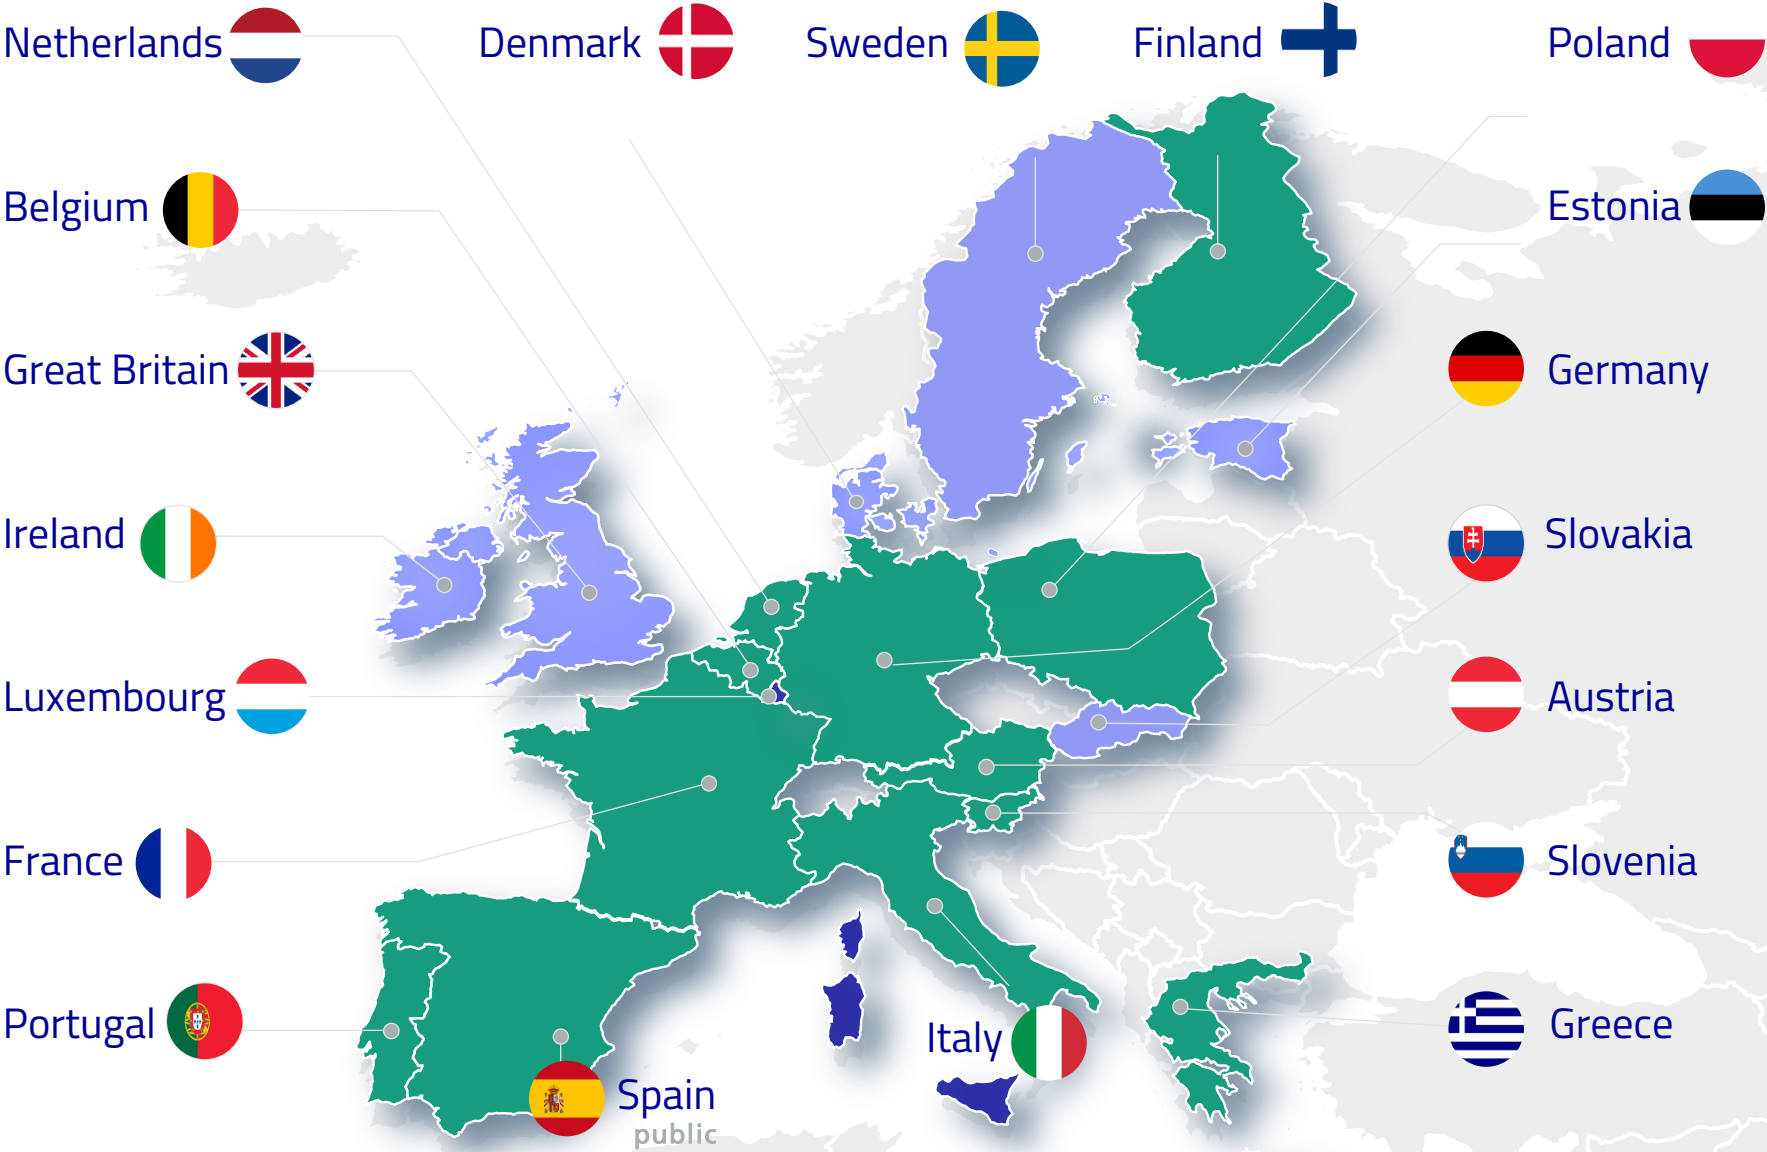 Netherlands
Denmark
Sweden
Finland
Poland
Belgium
Estonia
Great Britain
Germany
Ireland
Slovakia
Luxembourg
Austria
France
Slovenia
Portugal
Italy
Greece
Spain
public